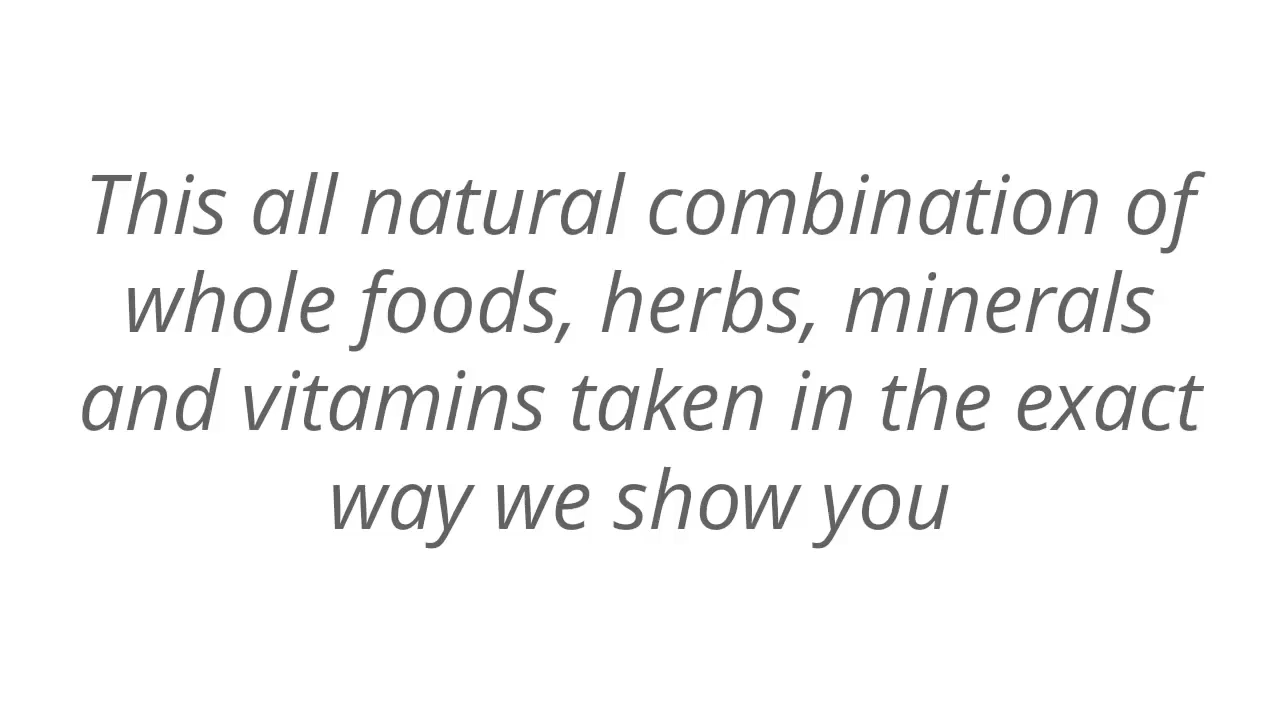 This all natural combination of
whole foods, herbs, minerals
and vitamins taken in the exact
way we show you